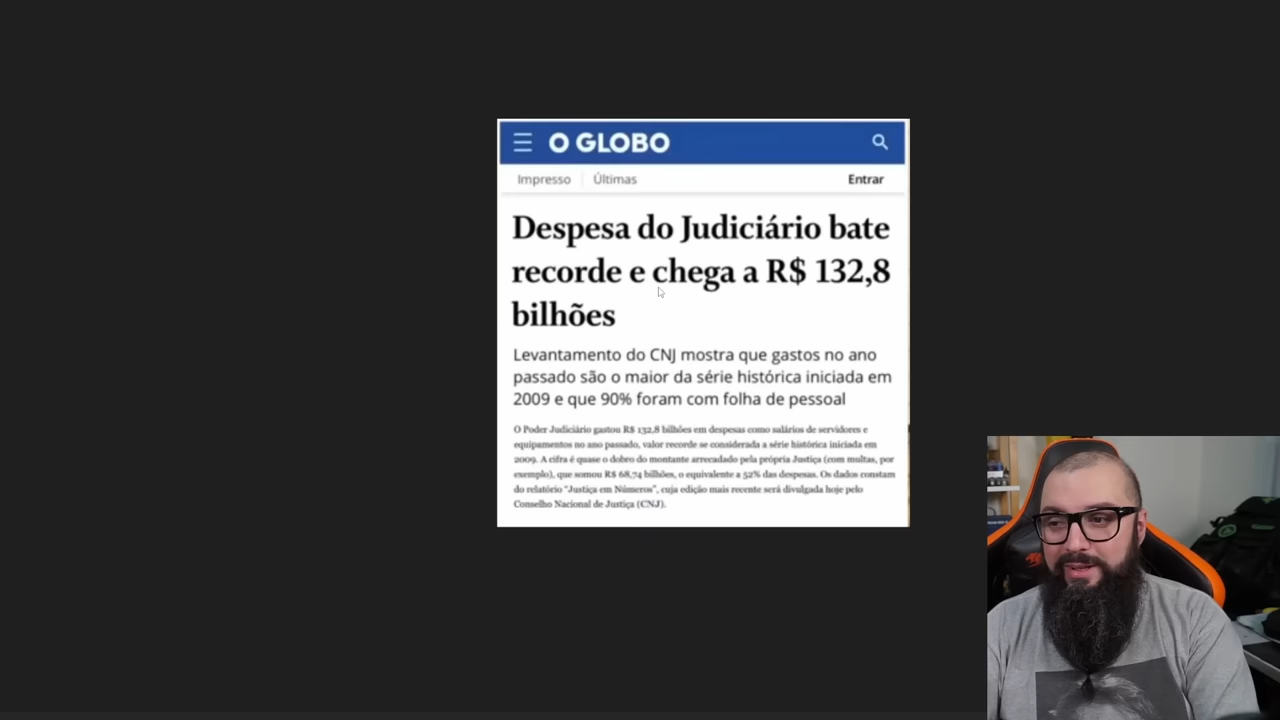 O GLOBO
Impresso
Últimas
Entrar
Despesa do Judiciário bate
recorde e chega a R$ 132,8
bilhões
Levantamento do CNJ mostra que gastos no ano
passado são o maior da série histórica iniciada em
2009 e que 90% foram com folha de pessoal
O Poder Judiciário gastou R$ 132,8 bilhões em despesas como salários de servidores e
equipamentos no ano passado, valor recorde se considerada a série histórica iniciada em
2009. A cifra é quase o dobro do montante arrecadado pela própria Justiça (com multas, por
exemplo), que somou R$ 68,74 bilhões, o equivalente a 52% das despesas. Os dados constam
do relatório "Justiça em Números", cuja edição mais recente será divulgada hoje pelo
Conselho Nacional de Justiça (CNJ).